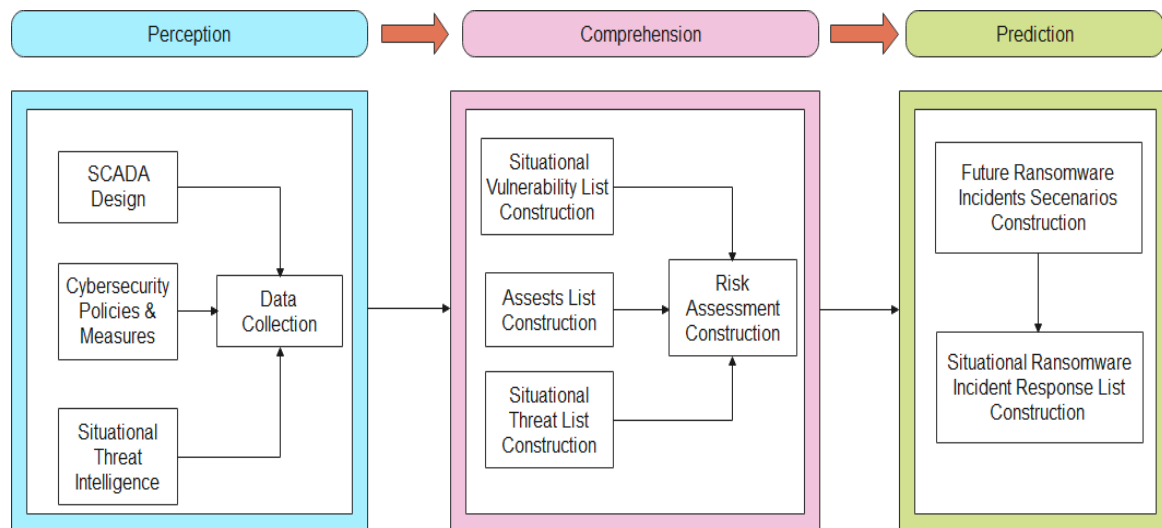 Perception
Comprehension
Prediction
SCADA
Design
Cybersecurity
Policies &
Measures
Situational
Threat
Intelligence
Data
Collection
Situational
Vulnerability List
Construction
Assests List
Construction
Situational
Threat List
Construction
Risk
Assessment
Construction
Future Ransomware
Incidents Secenarios
Construction
Situational Ransomware
Incident Response List
Construction